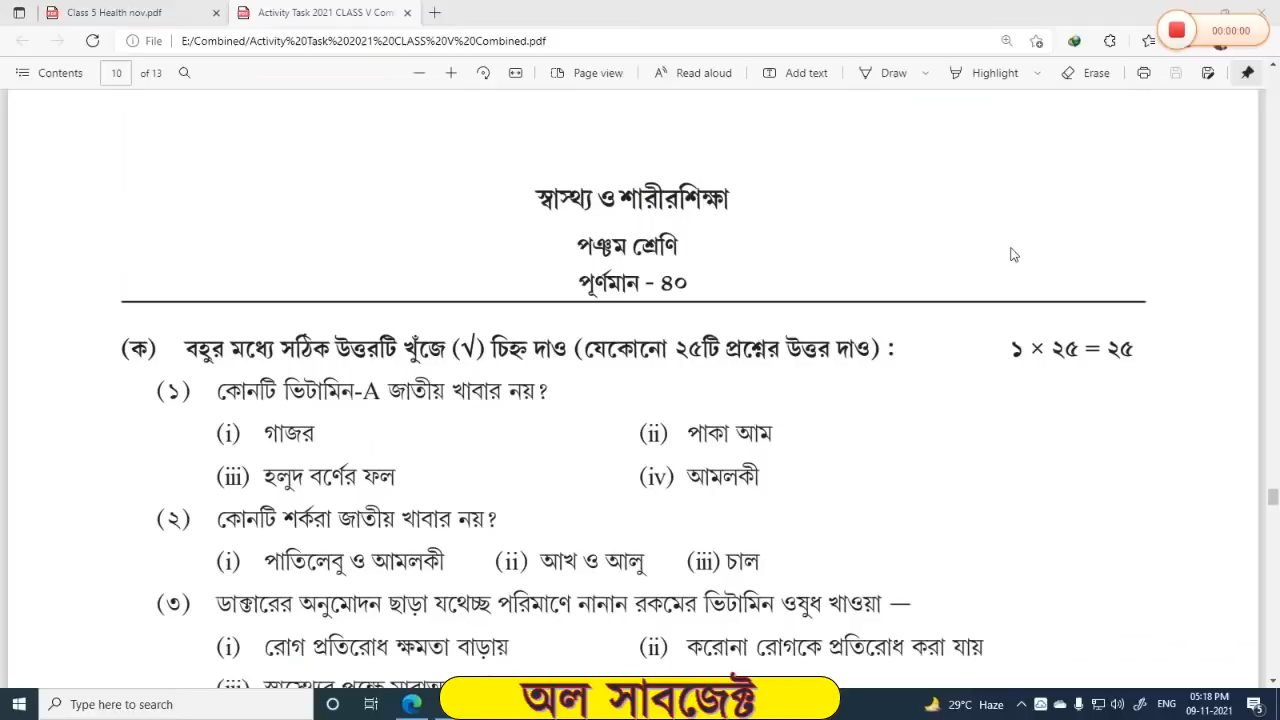 Class 5 Health nov.pdf
Activity Task 2021 CLASS V Com
File E:/Combined/Activity%20Task%202021%20CLASS%20V%20Combined.pdf
00:00:00
Contents 10 of 13 Page view Read aloud Add text Draw Highlight Erase
স্বাস্থ্য ও শারীরশিক্ষা
পঞ্চম শ্রেণি
পূর্ণমান - ৪০
(ক) বহুর মধ্যে সঠিক উত্তরটি খুঁজে (√) চিহ্ন দাও (যেকোনো ২৫টি প্রশ্নের উত্তর দাও) : ১ × ২৫ = ২৫
(১) কোনটি ভিটামিন-A জাতীয় খাবার নয়?
(i) গাজর (ii) পাকা আম
(iii) হলুদ বর্ণের ফল (iv) আমলকী
(২) কোনটি শর্করা জাতীয় খাবার নয়?
(i) পাতিলেবু ও আমলকী (ii) আখ ও আলু (iii) চাল
(৩) ডাক্তারের অনুমোদন ছাড়া যথেচ্ছ পরিমাণে নানান রকমের ভিটামিন ওষুধ খাওয়া —
(i) রোগ প্রতিরোধ ক্ষমতা বাড়ায় (ii) করোনা রোগকে প্রতিরোধ করা যায়
অল সাবজেক্ট
Type here to search
29°C Haze
ENG
05:18 PM
09-11-2021
5